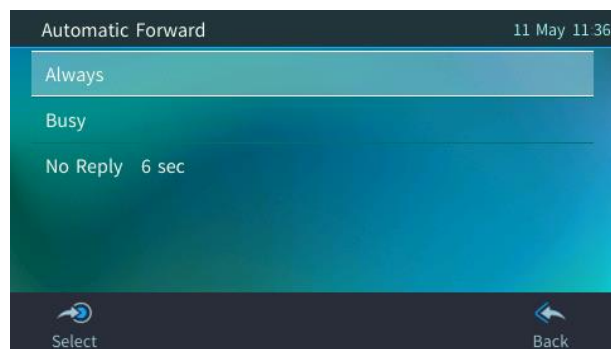 Automatic Forward 11 May 11:36
Always
Busy
No Reply 6 sec
Select Back